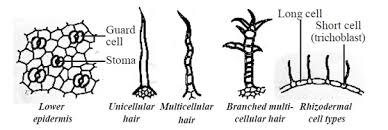 Guard
cell
Stoma
Long cell
Short cell
(trichoblast)
Lower
epidermis
Unicellular
hair
Multicellular
hair
Branched multi-
cellular hair
Rhizodermal
cell types